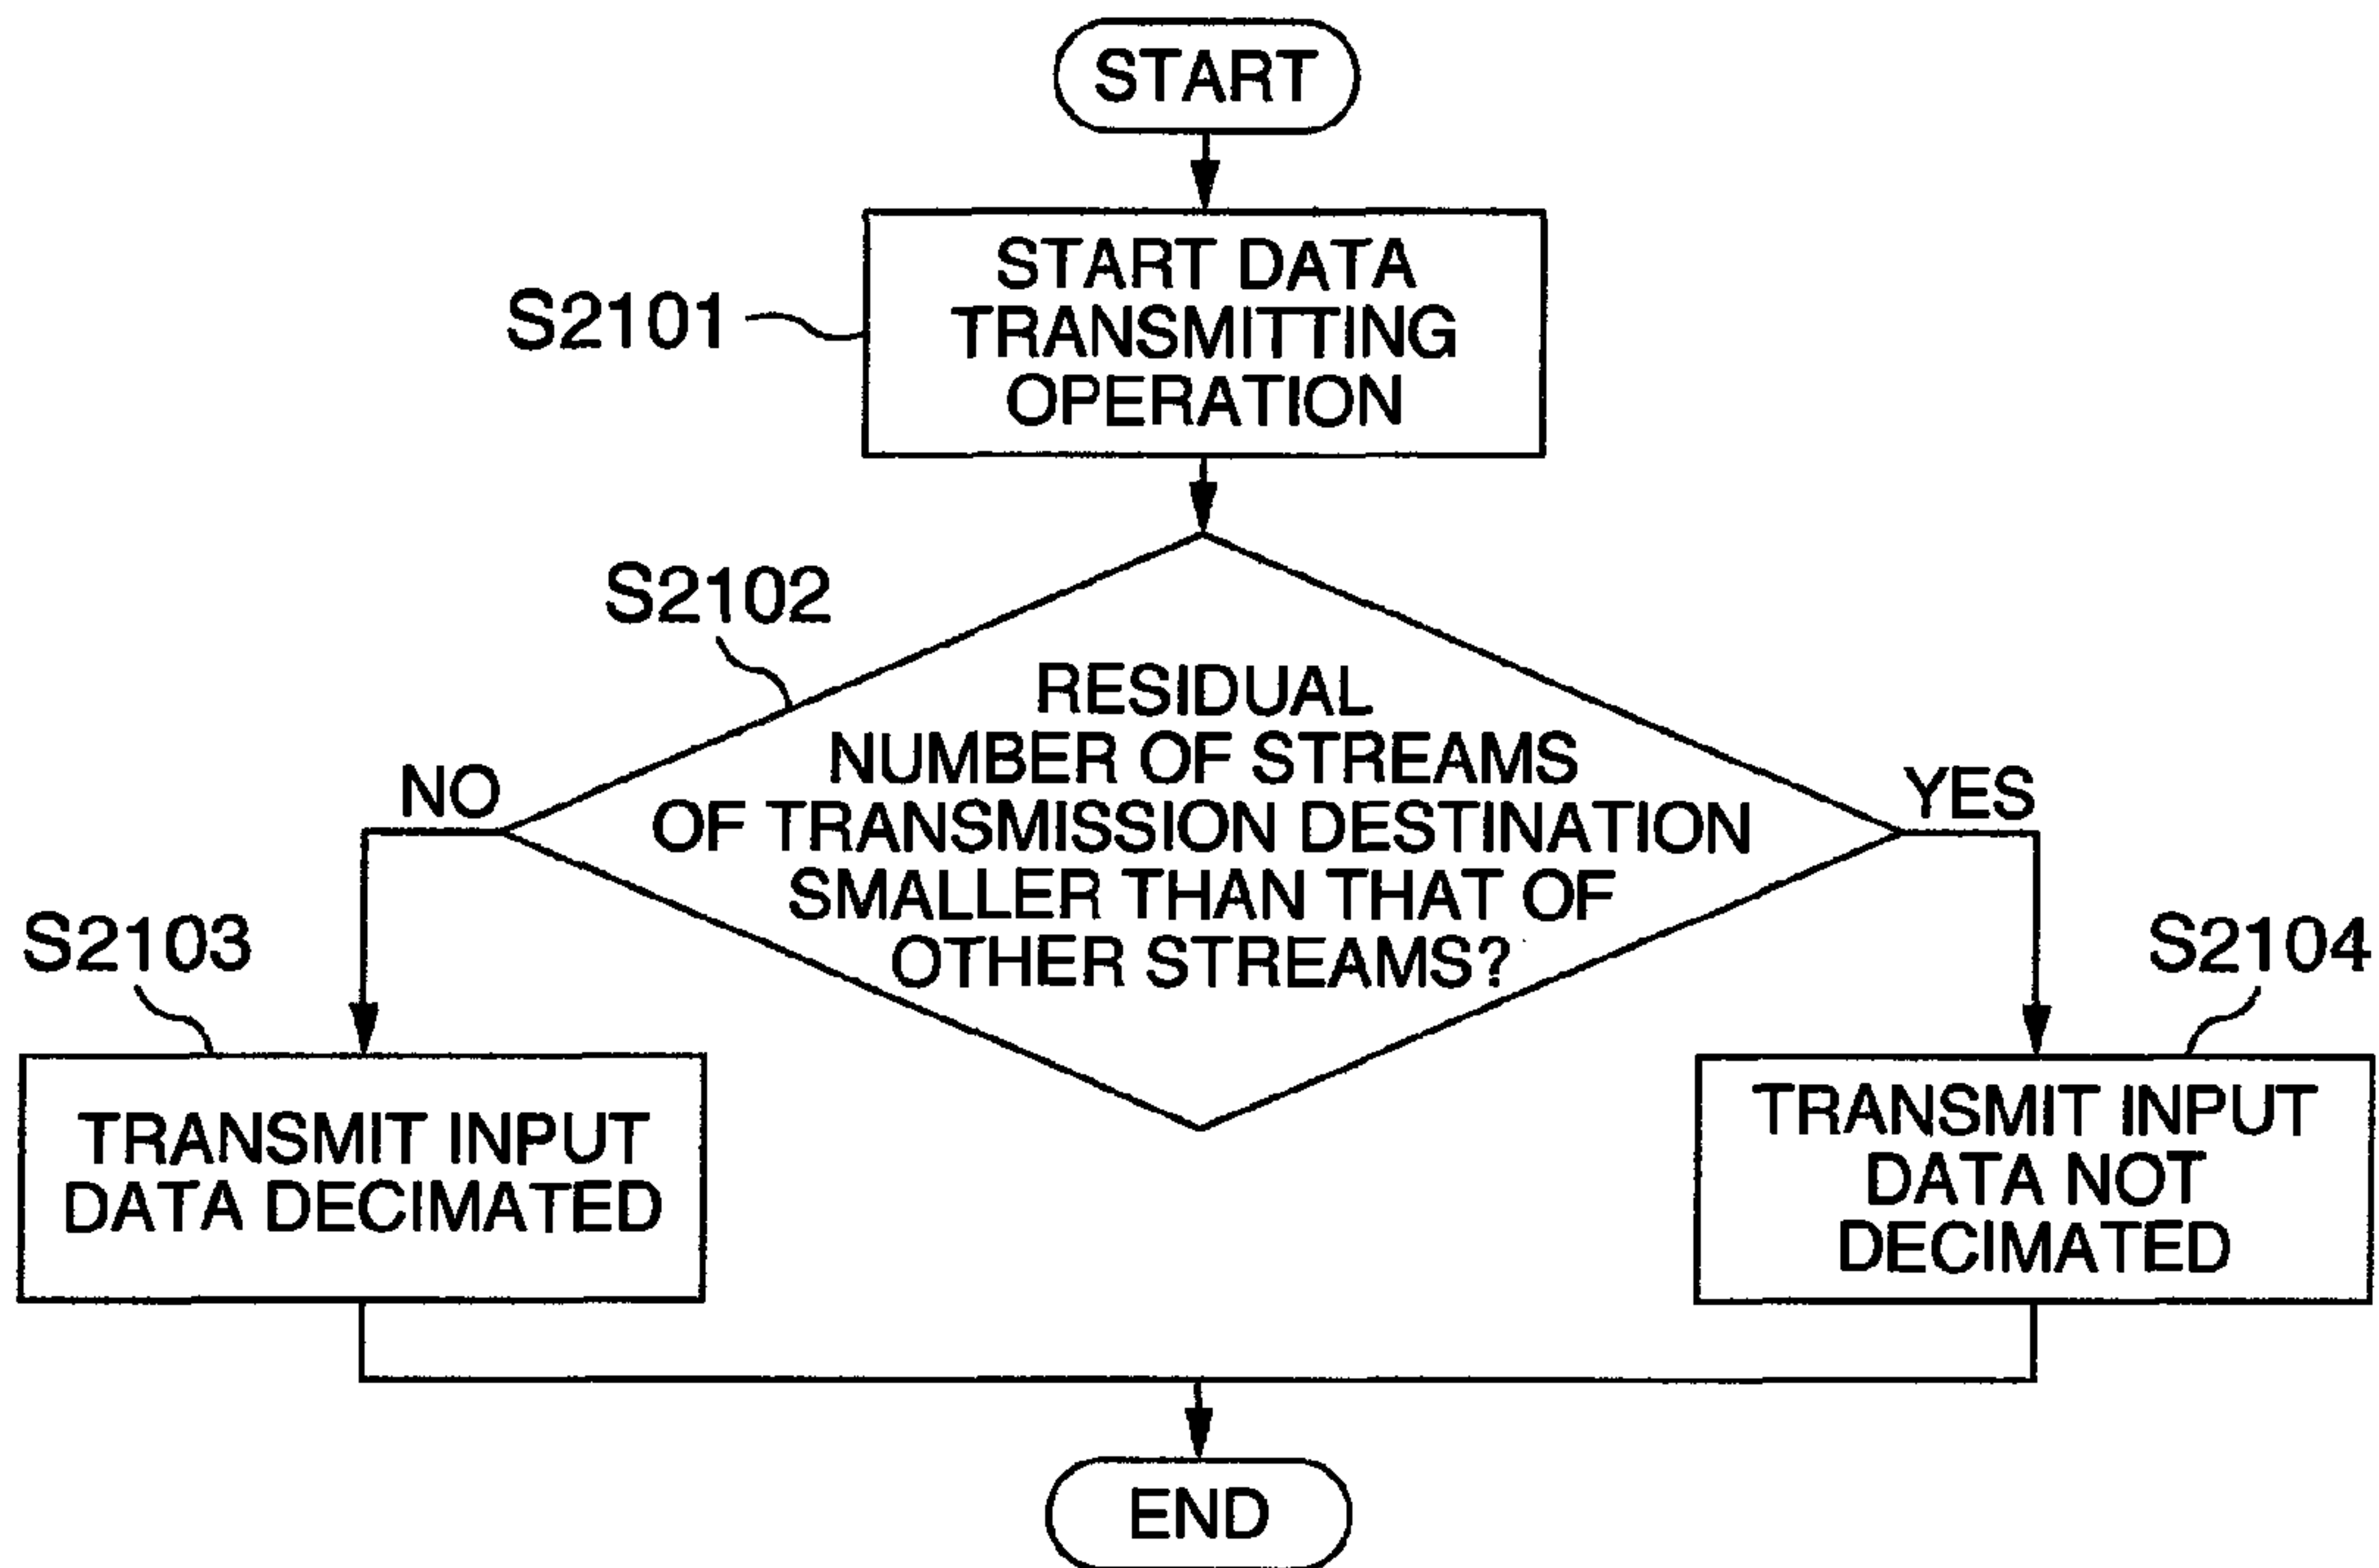 START
START DATA
TRANSMITTING
OPERATION
S2101
S2102
RESIDUAL
NUMBER OF STREAMS
OF TRANSMISSION DESTINATION
SMALLER THAN THAT OF
OTHER STREAMS?
NO
YES
S2103
S2104
TRANSMIT INPUT
DATA DECIMATED
TRANSMIT INPUT
DATA NOT
DECIMATED
END